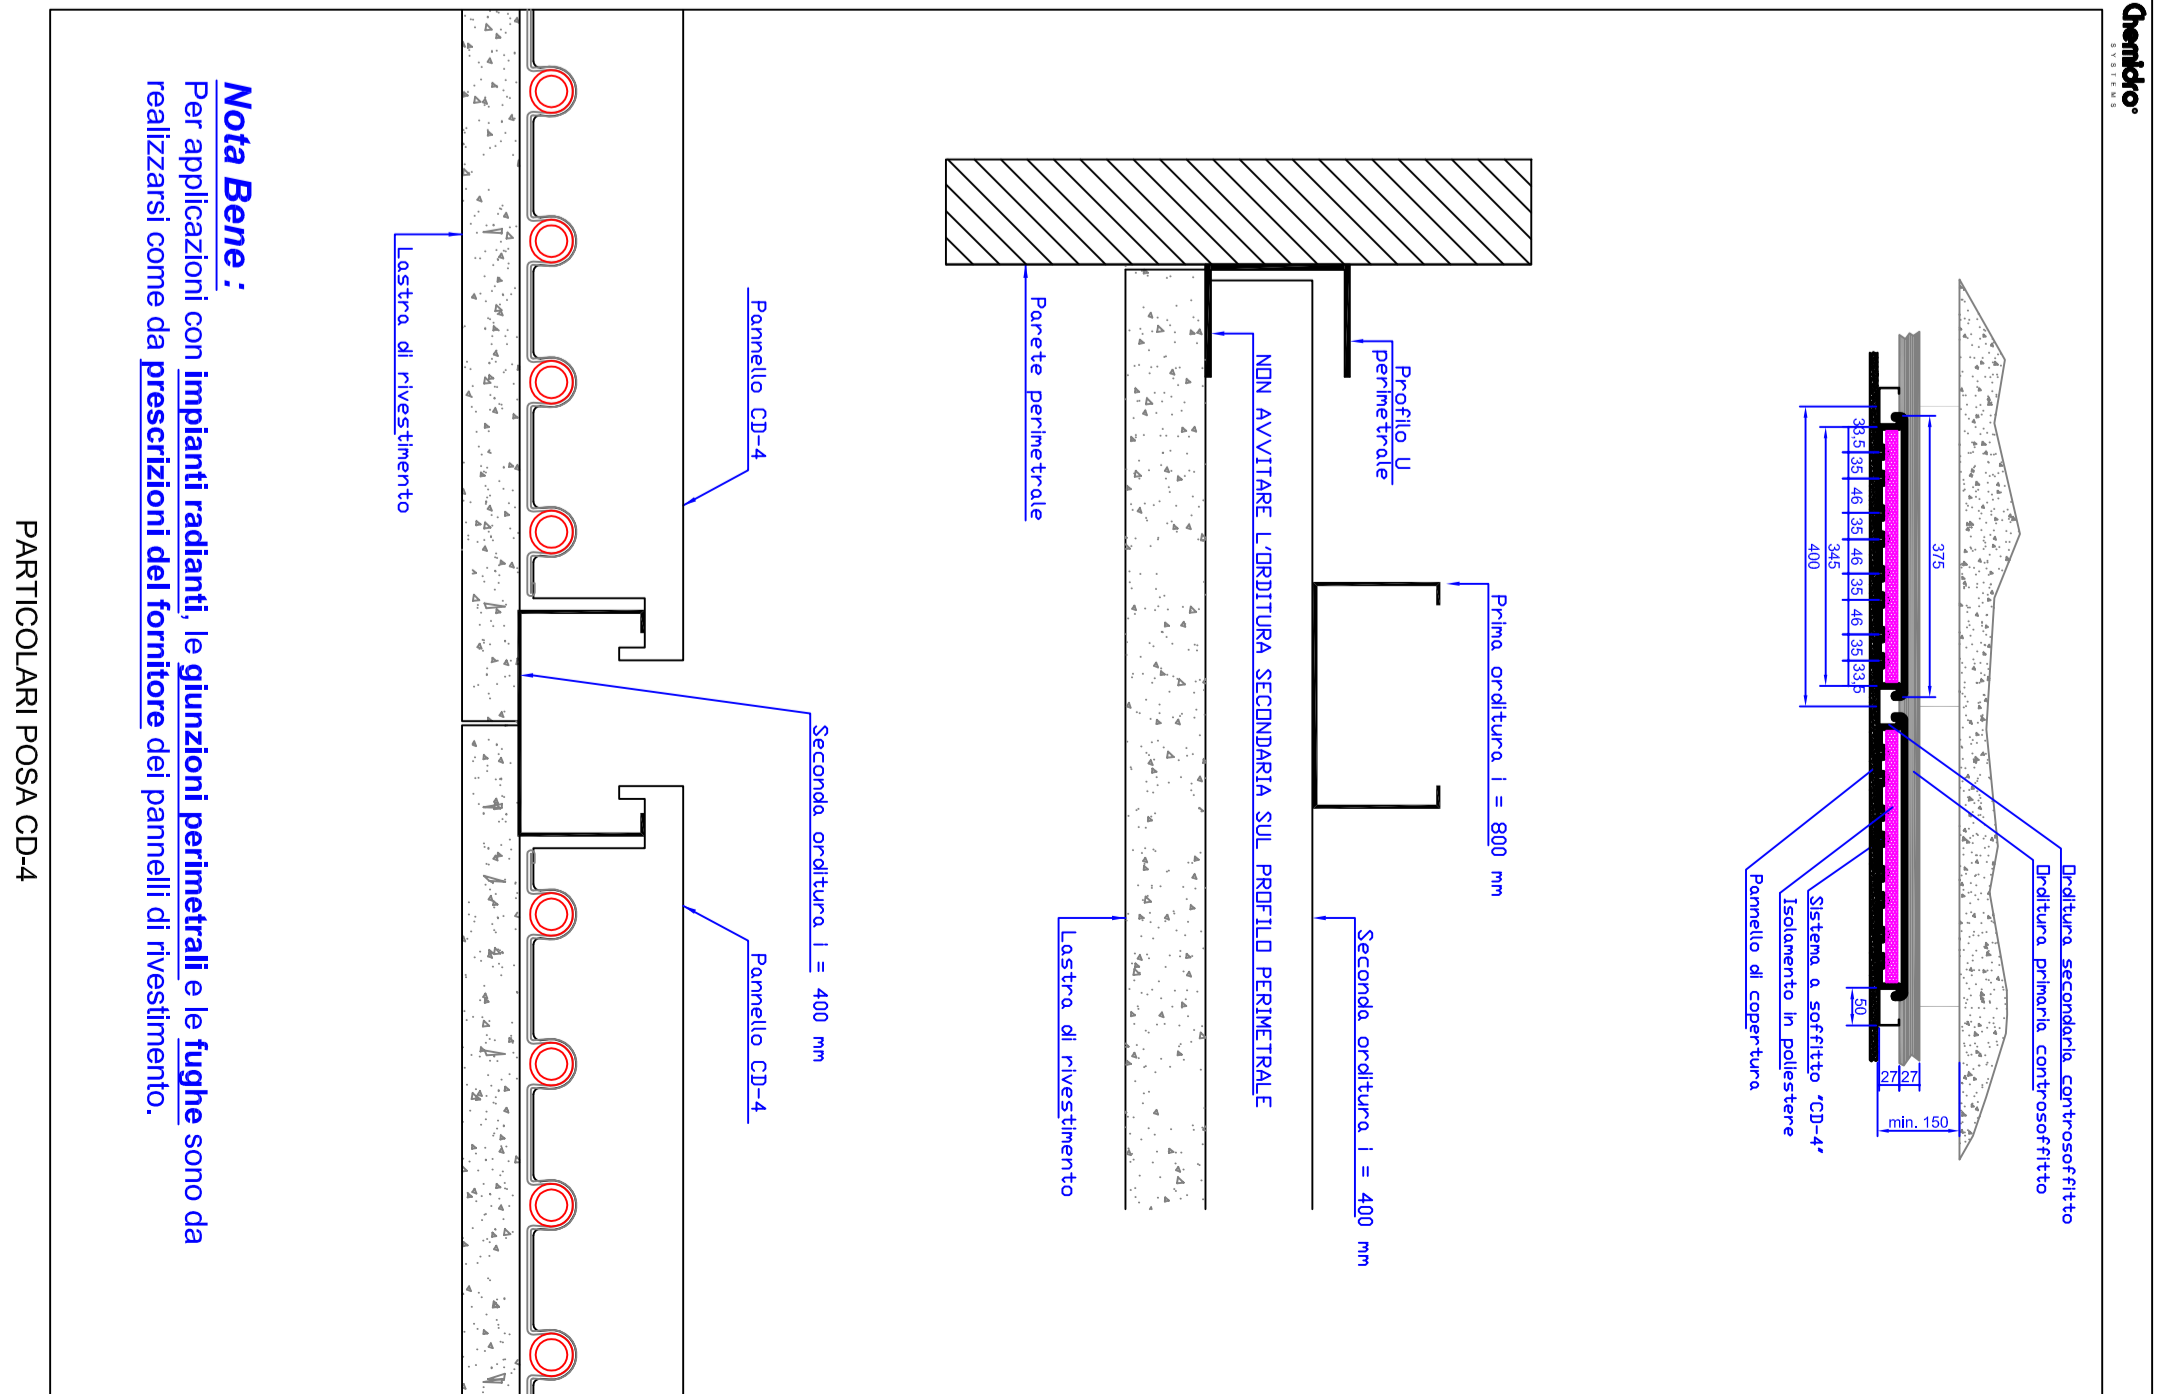 Chemidro®
SYSTEMS
Orditura secondaria controsoffitto
Orditura primaria controsoffitto
Sistema a soffitto "CD-4"
Isolamento in poliestere
Pannello di copertura
375
33,5 35 46 35 46 35 46 35 33,5
345
400
50
27 27
min. 150
Prima orditura i = 800 mm
Profilo U
perimetrale
Seconda orditura i = 400 mm
NON AVVITARE L'ORDITURA SECONDARIA SUL PROFILO PERIMETRALE
Parete perimetrale
Lastra di rivestimento
Seconda orditura i = 400 mm
Pannello CD-4
Pannello CD-4
Lastra di rivestimento
Nota Bene :
Per applicazioni con impianti radianti, le giunzioni perimetrali e le fughe sono da
realizzarsi come da prescrizioni del fornitore dei pannelli di rivestimento.
PARTICOLARI POSA CD-4